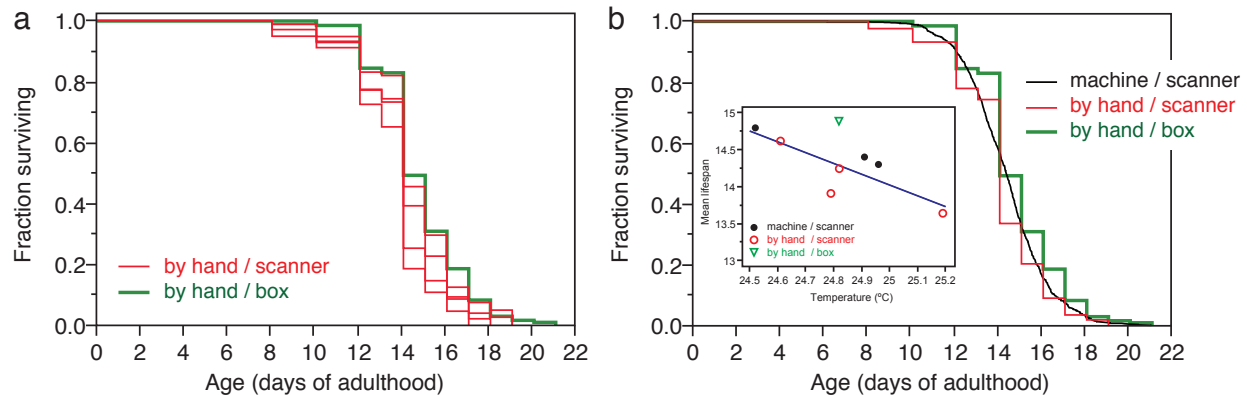 a
Fraction surviving
1.0
0.8
0.6
0.4
0.2
0.0
by hand / scanner
by hand / box
0 2 4 6 8 10 12 14 16 18 20 22
Age (days of adulthood)
b
Fraction surviving
1.0
0.8
0.6
0.4
0.2
0.0
machine / scanner
by hand / scanner
by hand / box
Mean lifespan
15
14.5
14
13.5
13
machine / scanner
by hand / scanner
by hand / box
24.5 24.6 24.7 24.8 24.9 25 25.1 25.2
Temperature (ºC)
0 2 4 6 8 10 12 14 16 18 20 22
Age (days of adulthood)